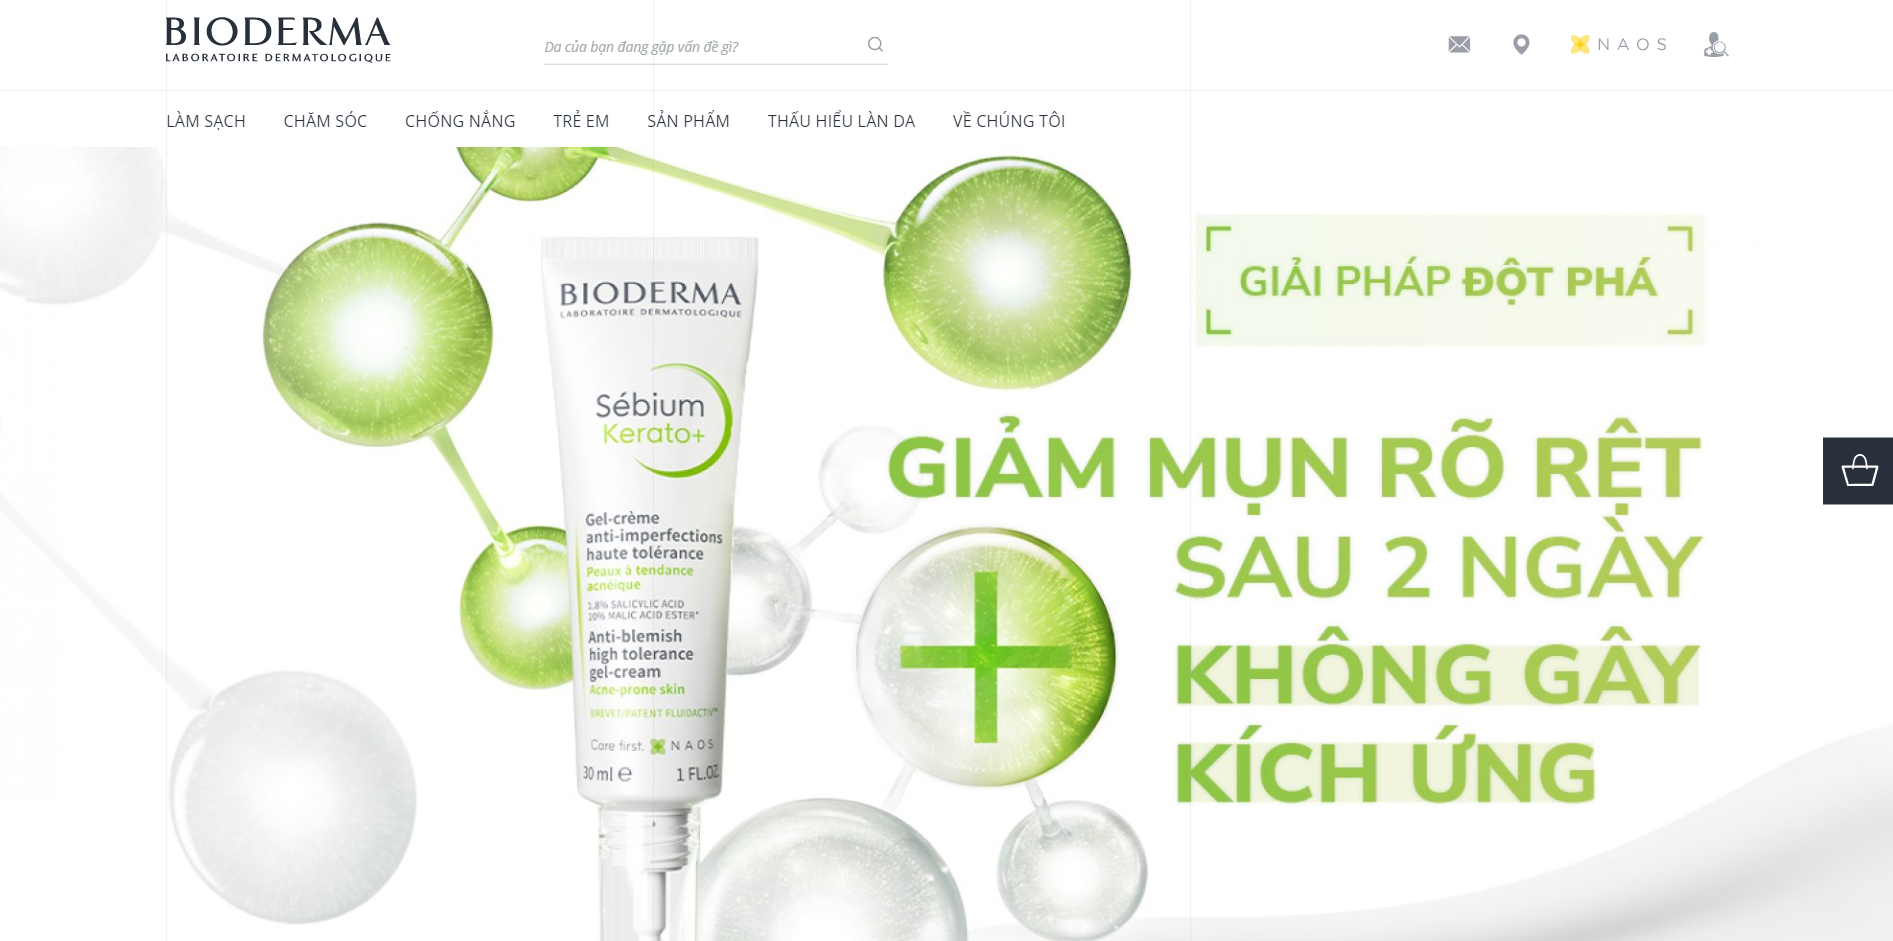 BIODERMA
LABORATOIRE DERMATOLOGIQUE
Da của bạn đang gặp vấn đề gì?
NAOS
LÀM SẠCH CHĂM SÓC CHỐNG NẮNG TRẺ EM SẢN PHẨM THẤU HIỂU LÀN DA VỀ CHÚNG TÔI
BIODERMA
LABORATOIRE DERMATOLOGIQUE
Sébium
Kerato+
Gel-crème
anti-imperfections
haute tolérance
Peaux à tendance
acnéique
1.8% SALICYLIC ACID
10% MALIC ACID ESTER*
Anti-blemish
high tolerance
gel-cream
Acne-prone skin
BREVET/PATENT FLUIDACTIV™
Care first. NAOS
30 ml ℮ 1 FL.OZ.
GIẢI PHÁP ĐỘT PHÁ
GIẢM MỤN RÕ RỆT
SAU 2 NGÀY
KHÔNG GÂY
KÍCH ỨNG